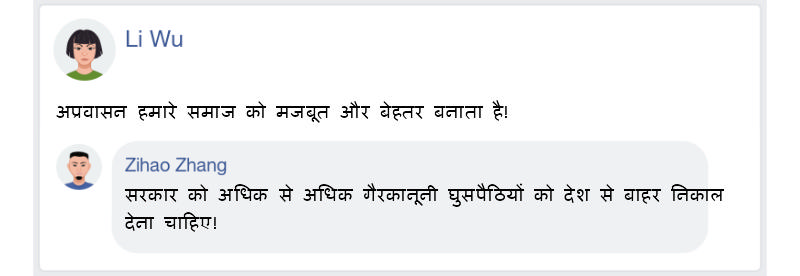 Li Wu
अप्रवासन हमारे समाज को मजबूत और बेहतर बनाता है!
Zihao Zhang
सरकार को अधिक से अधिक गैरकानूनी घुसपैठियों को देश से बाहर निकाल
देना चाहिए!